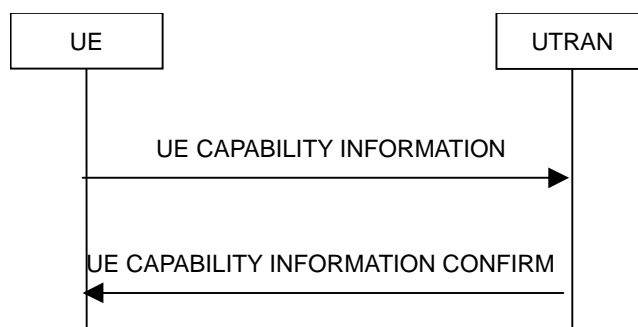 UE
UTRAN
UE CAPABILITY INFORMATION
UE CAPABILITY INFORMATION CONFIRM